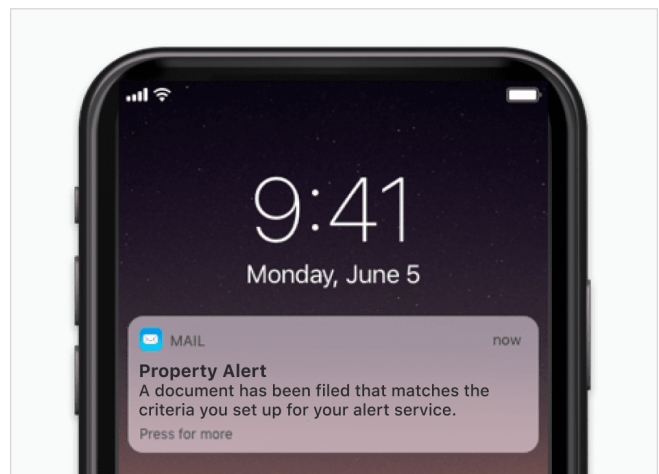 9:41
Monday, June 5
MAIL now
Property Alert
A document has been filed that matches the
criteria you set up for your alert service.
Press for more